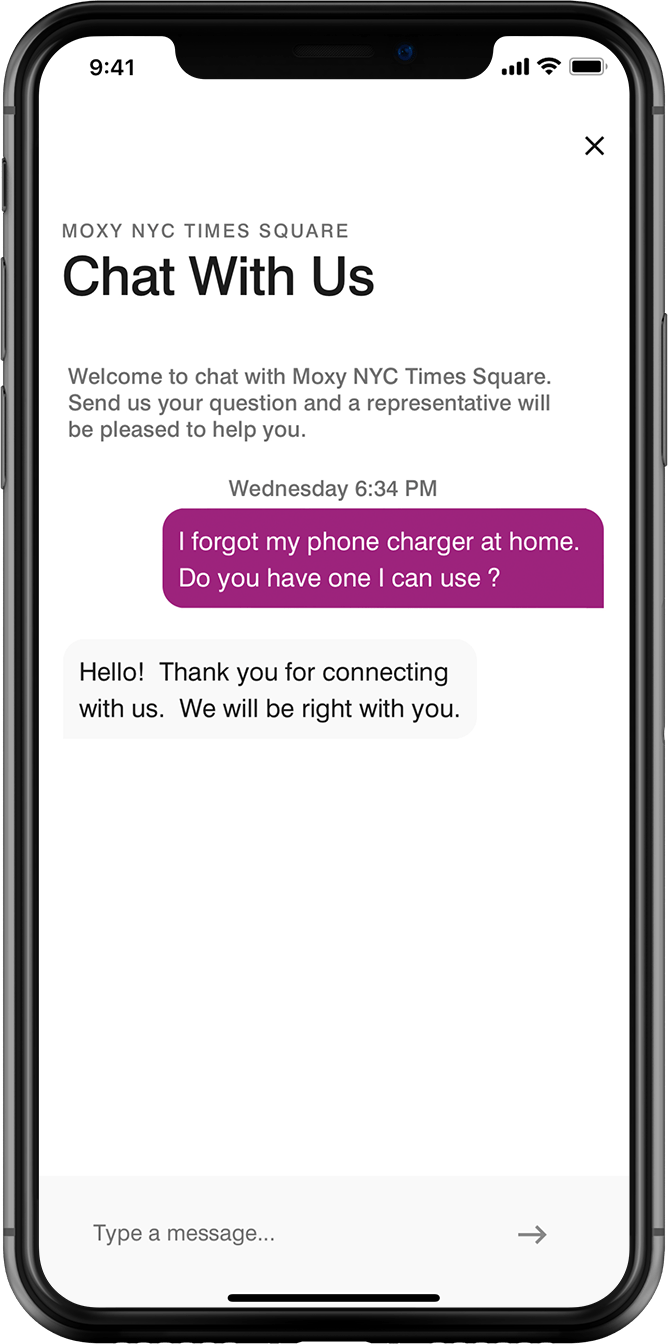 9:41
MOXY NYC TIMES SQUARE
Chat With Us
Welcome to chat with Moxy NYC Times Square.
Send us your question and a representative will
be pleased to help you.
Wednesday 6:34 PM
I forgot my phone charger at home.
Do you have one I can use ?
Hello!  Thank you for connecting
with us.  We will be right with you.
Type a message...